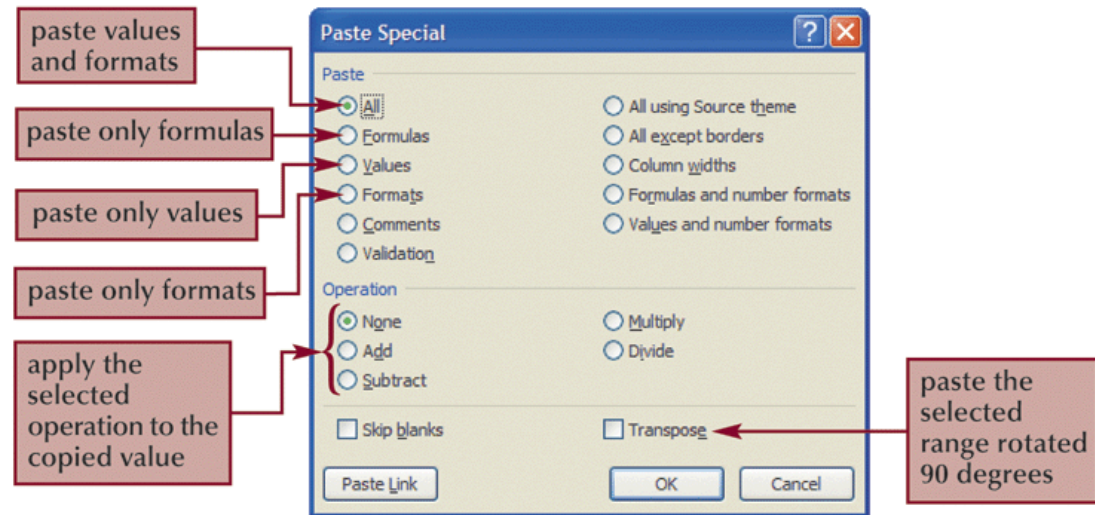 paste values
and formats
paste only formulas
paste only values
paste only formats
apply the
selected
operation to the
copied value
Paste Special
?
Paste
All
Formulas
Values
Formats
Comments
Validation
All using Source theme
All except borders
Column widths
Formulas and number formats
Values and number formats
Operation
None
Add
Subtract
Multiply
Divide
Skip blanks
Transpose
Paste Link
OK
Cancel
paste the
selected
range rotated
90 degrees